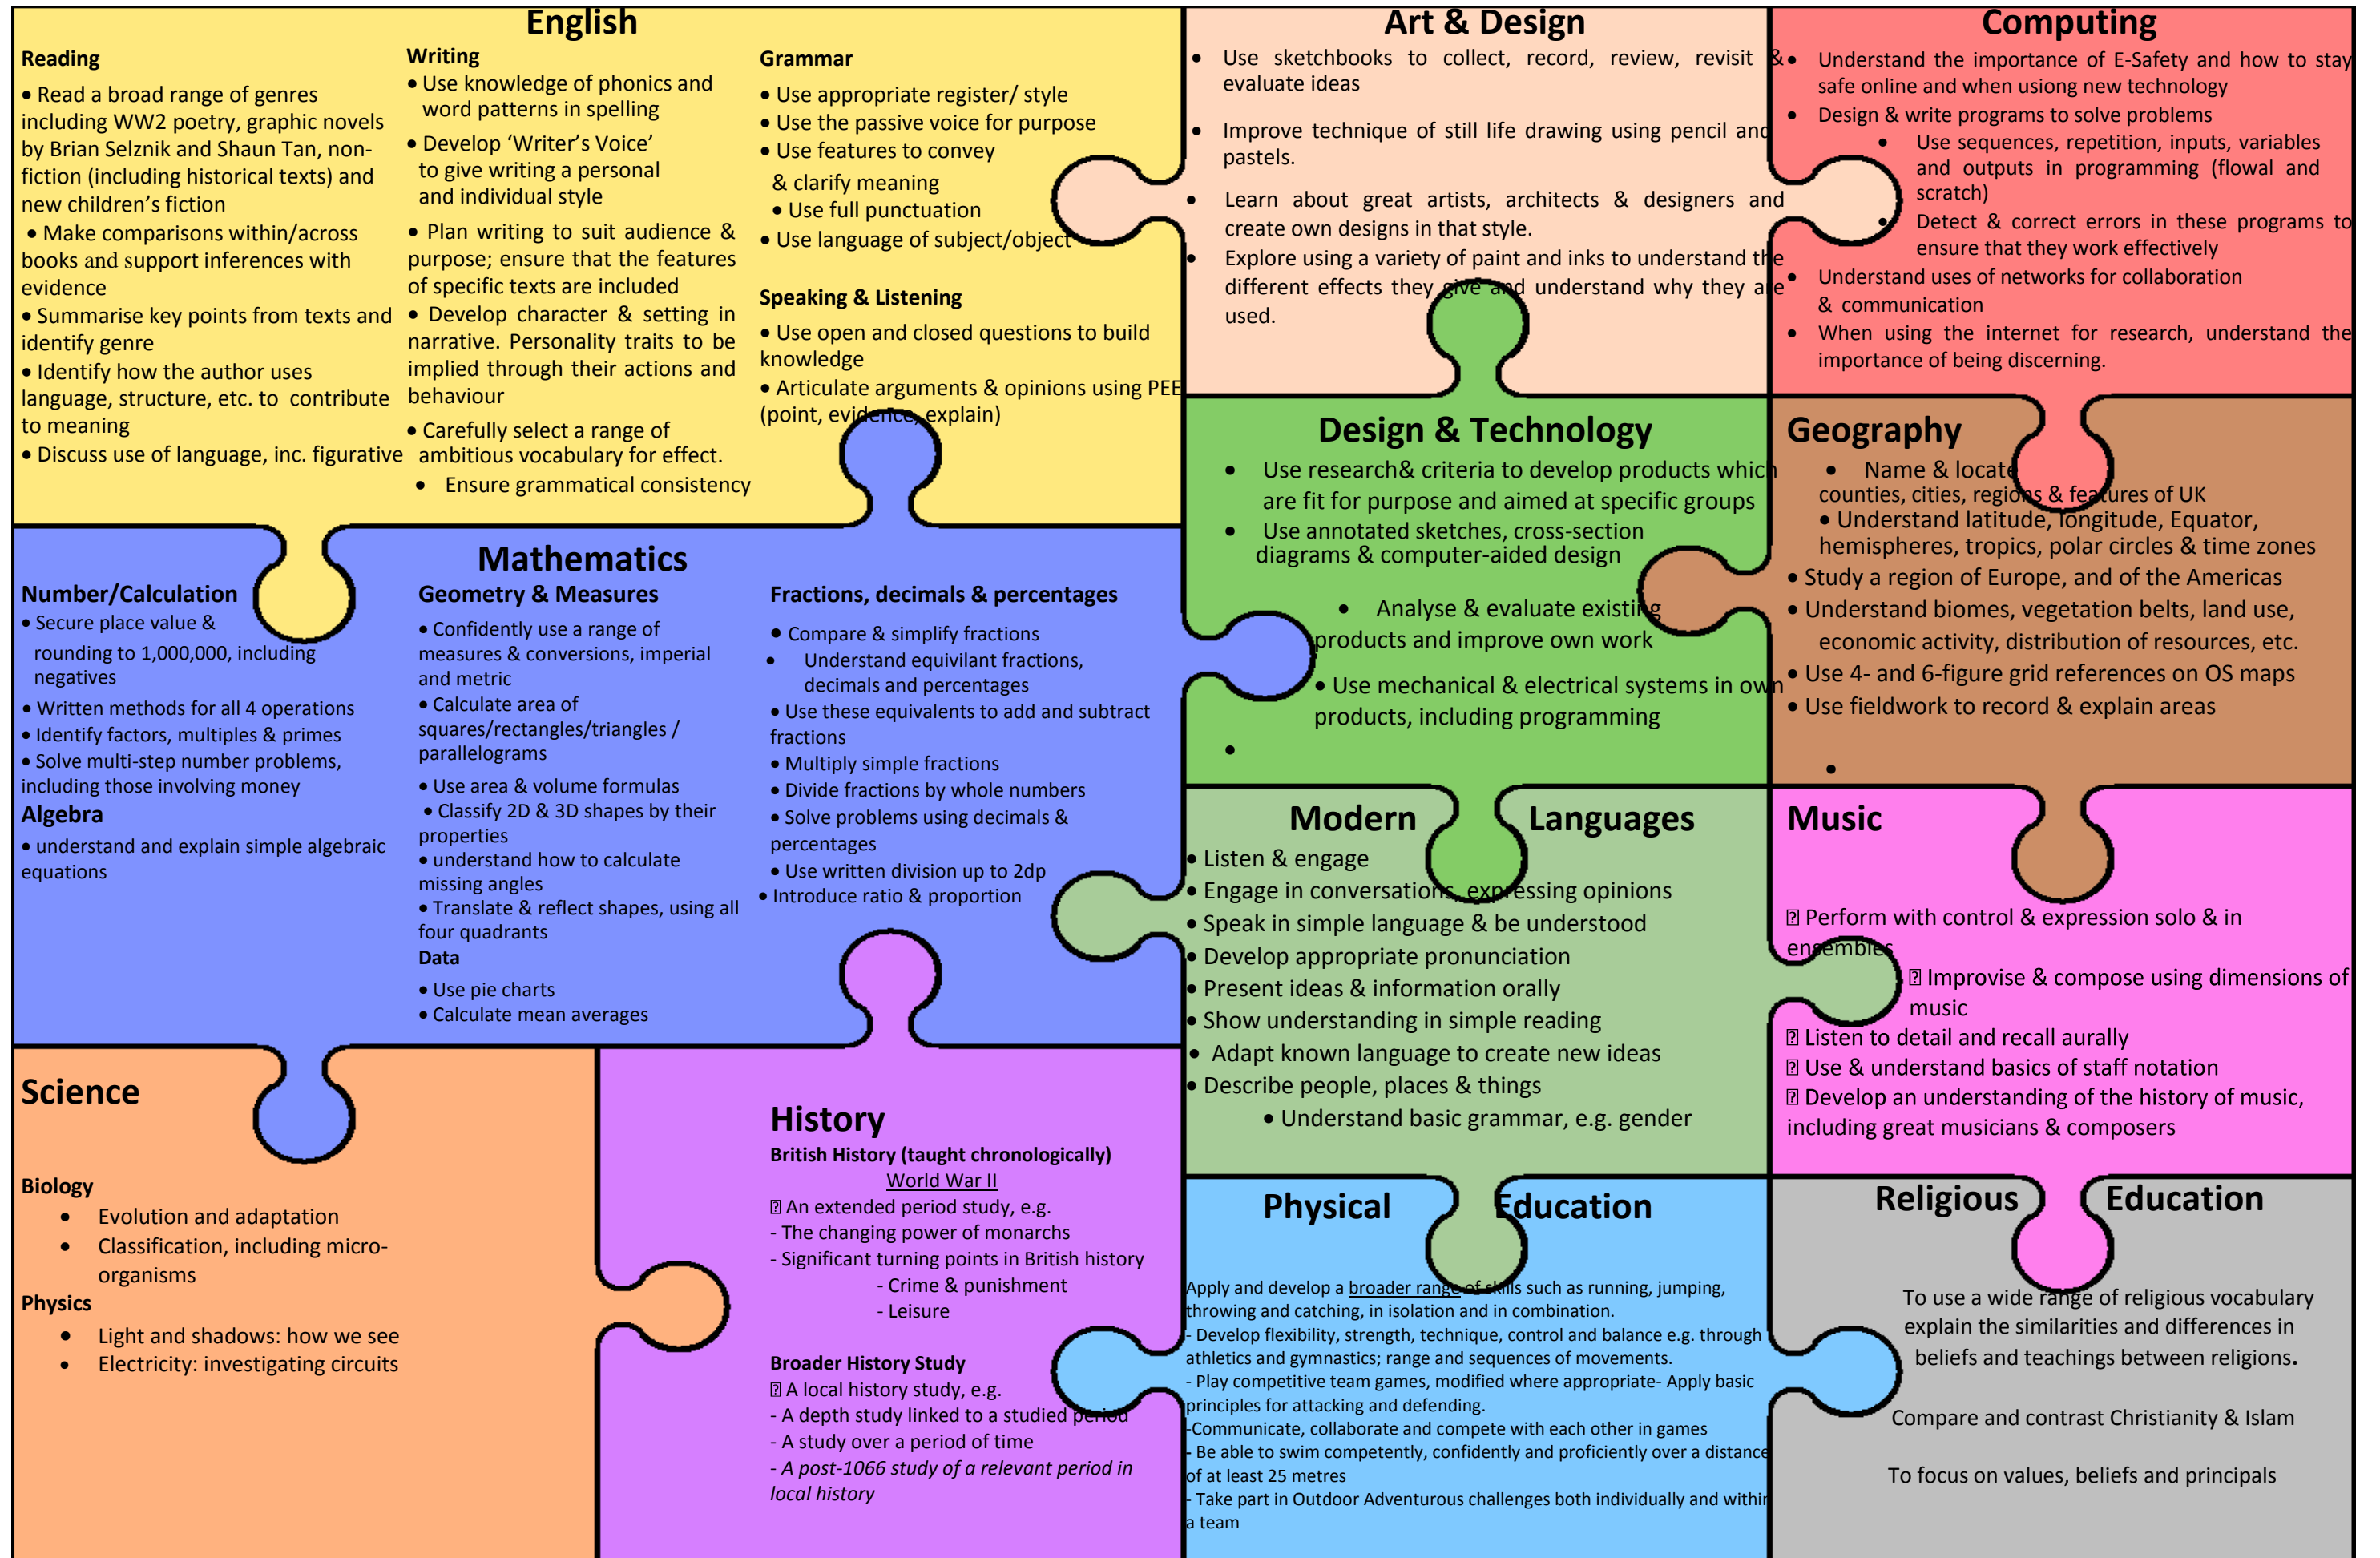 English
Reading
• Read a broad range of genres
including WW2 poetry, graphic novels
by Brian Selznik and Shaun Tan, non-
fiction (including historical texts) and
new children's fiction
• Make comparisons within/across
books and support inferences with
evidence
• Summarise key points from texts and
identify genre
• Identify how the author uses
language, structure, etc. to contribute
to meaning
• Discuss use of language, inc. figurative
Writing
• Use knowledge of phonics and
word patterns in spelling
• Develop ‘Writer’s Voice’
to give writing a personal
and individual style
• Plan writing to suit audience &
purpose; ensure that the features
of specific texts are included
• Develop character & setting in
narrative. Personality traits to be
implied through their actions and
behaviour
• Carefully select a range of
ambitious vocabulary for effect.
• Ensure grammatical consistency
Grammar
• Use appropriate register/ style
• Use the passive voice for purpose
• Use features to convey
& clarify meaning
• Use full punctuation
• Use language of subject/object
Speaking & Listening
• Use open and closed questions to build
knowledge
• Articulate arguments & opinions using PEE
(point, evidence, explain)
Art & Design
• Use sketchbooks to collect, record, review, revisit &
evaluate ideas
• Improve technique of still life drawing using pencil and
pastels.
• Learn about great artists, architects & designers and
create own designs in that style.
• Explore using a variety of paint and inks to understand the
different effects they give and understand why they are
used.
Computing
• Understand the importance of E-Safety and how to stay
safe online and when usiong new technology
• Design & write programs to solve problems
• Use sequences, repetition, inputs, variables
and outputs in programming (flowal and
scratch)
• Detect & correct errors in these programs to
ensure that they work effectively
• Understand uses of networks for collaboration
& communication
• When using the internet for research, understand the
importance of being discerning.
Mathematics
Number/Calculation
• Secure place value &
rounding to 1,000,000, including
negatives
• Written methods for all 4 operations
• Identify factors, multiples & primes
• Solve multi-step number problems,
including those involving money
Algebra
• understand and explain simple algebraic
equations
Geometry & Measures
• Confidently use a range of
measures & conversions, imperial
and metric
• Calculate area of
squares/rectangles/triangles /
parallelograms
• Use area & volume formulas
• Classify 2D & 3D shapes by their
properties
• understand how to calculate
missing angles
• Translate & reflect shapes, using all
four quadrants
Data
• Use pie charts
• Calculate mean averages
Fractions, decimals & percentages
• Compare & simplify fractions
• Understand equivilant fractions,
decimals and percentages
• Use these equivalents to add and subtract
fractions
• Multiply simple fractions
• Divide fractions by whole numbers
• Solve problems using decimals &
percentages
• Use written division up to 2dp
• Introduce ratio & proportion
Design & Technology
• Use research& criteria to develop products which
are fit for purpose and aimed at specific groups
• Use annotated sketches, cross-section
diagrams & computer-aided design
• Analyse & evaluate existing
products and improve own work
• Use mechanical & electrical systems in own
products, including programming
•
Geography
• Name & locate
counties, cities, regions & features of UK
• Understand latitude, longitude, Equator,
hemispheres, tropics, polar circles & time zones
• Study a region of Europe, and of the Americas
• Understand biomes, vegetation belts, land use,
economic activity, distribution of resources, etc.
• Use 4- and 6-figure grid references on OS maps
• Use fieldwork to record & explain areas
•
Modern Languages
• Listen & engage
• Engage in conversations, expressing opinions
• Speak in simple language & be understood
• Develop appropriate pronunciation
• Present ideas & information orally
• Show understanding in simple reading
• Adapt known language to create new ideas
• Describe people, places & things
• Understand basic grammar, e.g. gender
Music
⍰ Perform with control & expression solo & in
ensembles
⍰ Improvise & compose using dimensions of
music
⍰ Listen to detail and recall aurally
⍰ Use & understand basics of staff notation
⍰ Develop an understanding of the history of music,
including great musicians & composers
Science
Biology
• Evolution and adaptation
• Classification, including micro-
organisms
Physics
• Light and shadows: how we see
• Electricity: investigating circuits
History
British History (taught chronologically)
World War II
⍰ An extended period study, e.g.
- The changing power of monarchs
- Significant turning points in British history
- Crime & punishment
- Leisure
Broader History Study
⍰ A local history study, e.g.
- A depth study linked to a studied period
- A study over a period of time
- A post-1066 study of a relevant period in
local history
Physical Education
Apply and develop a broader range of skills such as running, jumping,
throwing and catching, in isolation and in combination.
- Develop flexibility, strength, technique, control and balance e.g. through
athletics and gymnastics; range and sequences of movements.
- Play competitive team games, modified where appropriate- Apply basic
principles for attacking and defending.
-Communicate, collaborate and compete with each other in games
- Be able to swim competently, confidently and proficiently over a distance
of at least 25 metres
- Take part in Outdoor Adventurous challenges both individually and within
a team
Religious Education
To use a wide range of religious vocabulary
explain the similarities and differences in
beliefs and teachings between religions.
Compare and contrast Christianity & Islam
To focus on values, beliefs and principals